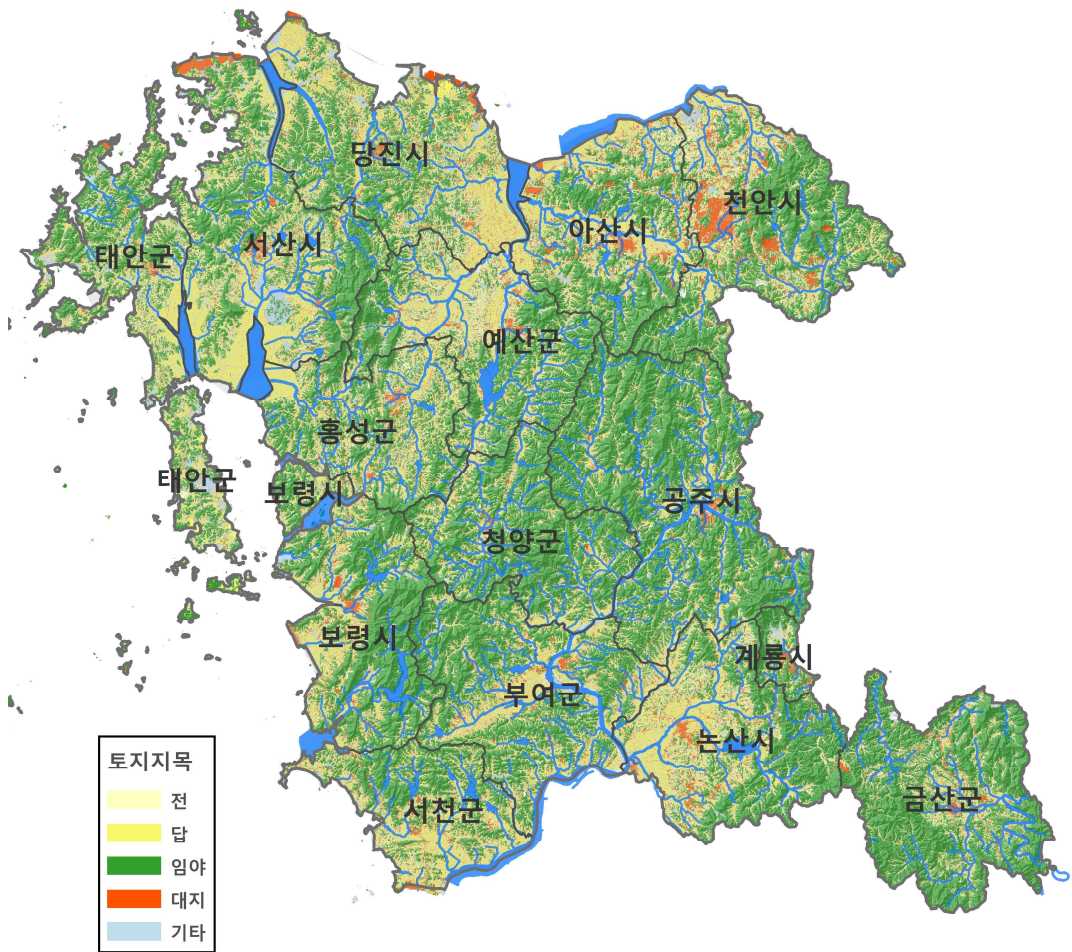 당진시
천안시
아산시
서산시
태안군
예산군
홍성군
태안군
보령시
공주시
청양군
보령시
계룡시
부여군
논산시
금산군
서천군
토지지목
전
답
임야
대지
기타